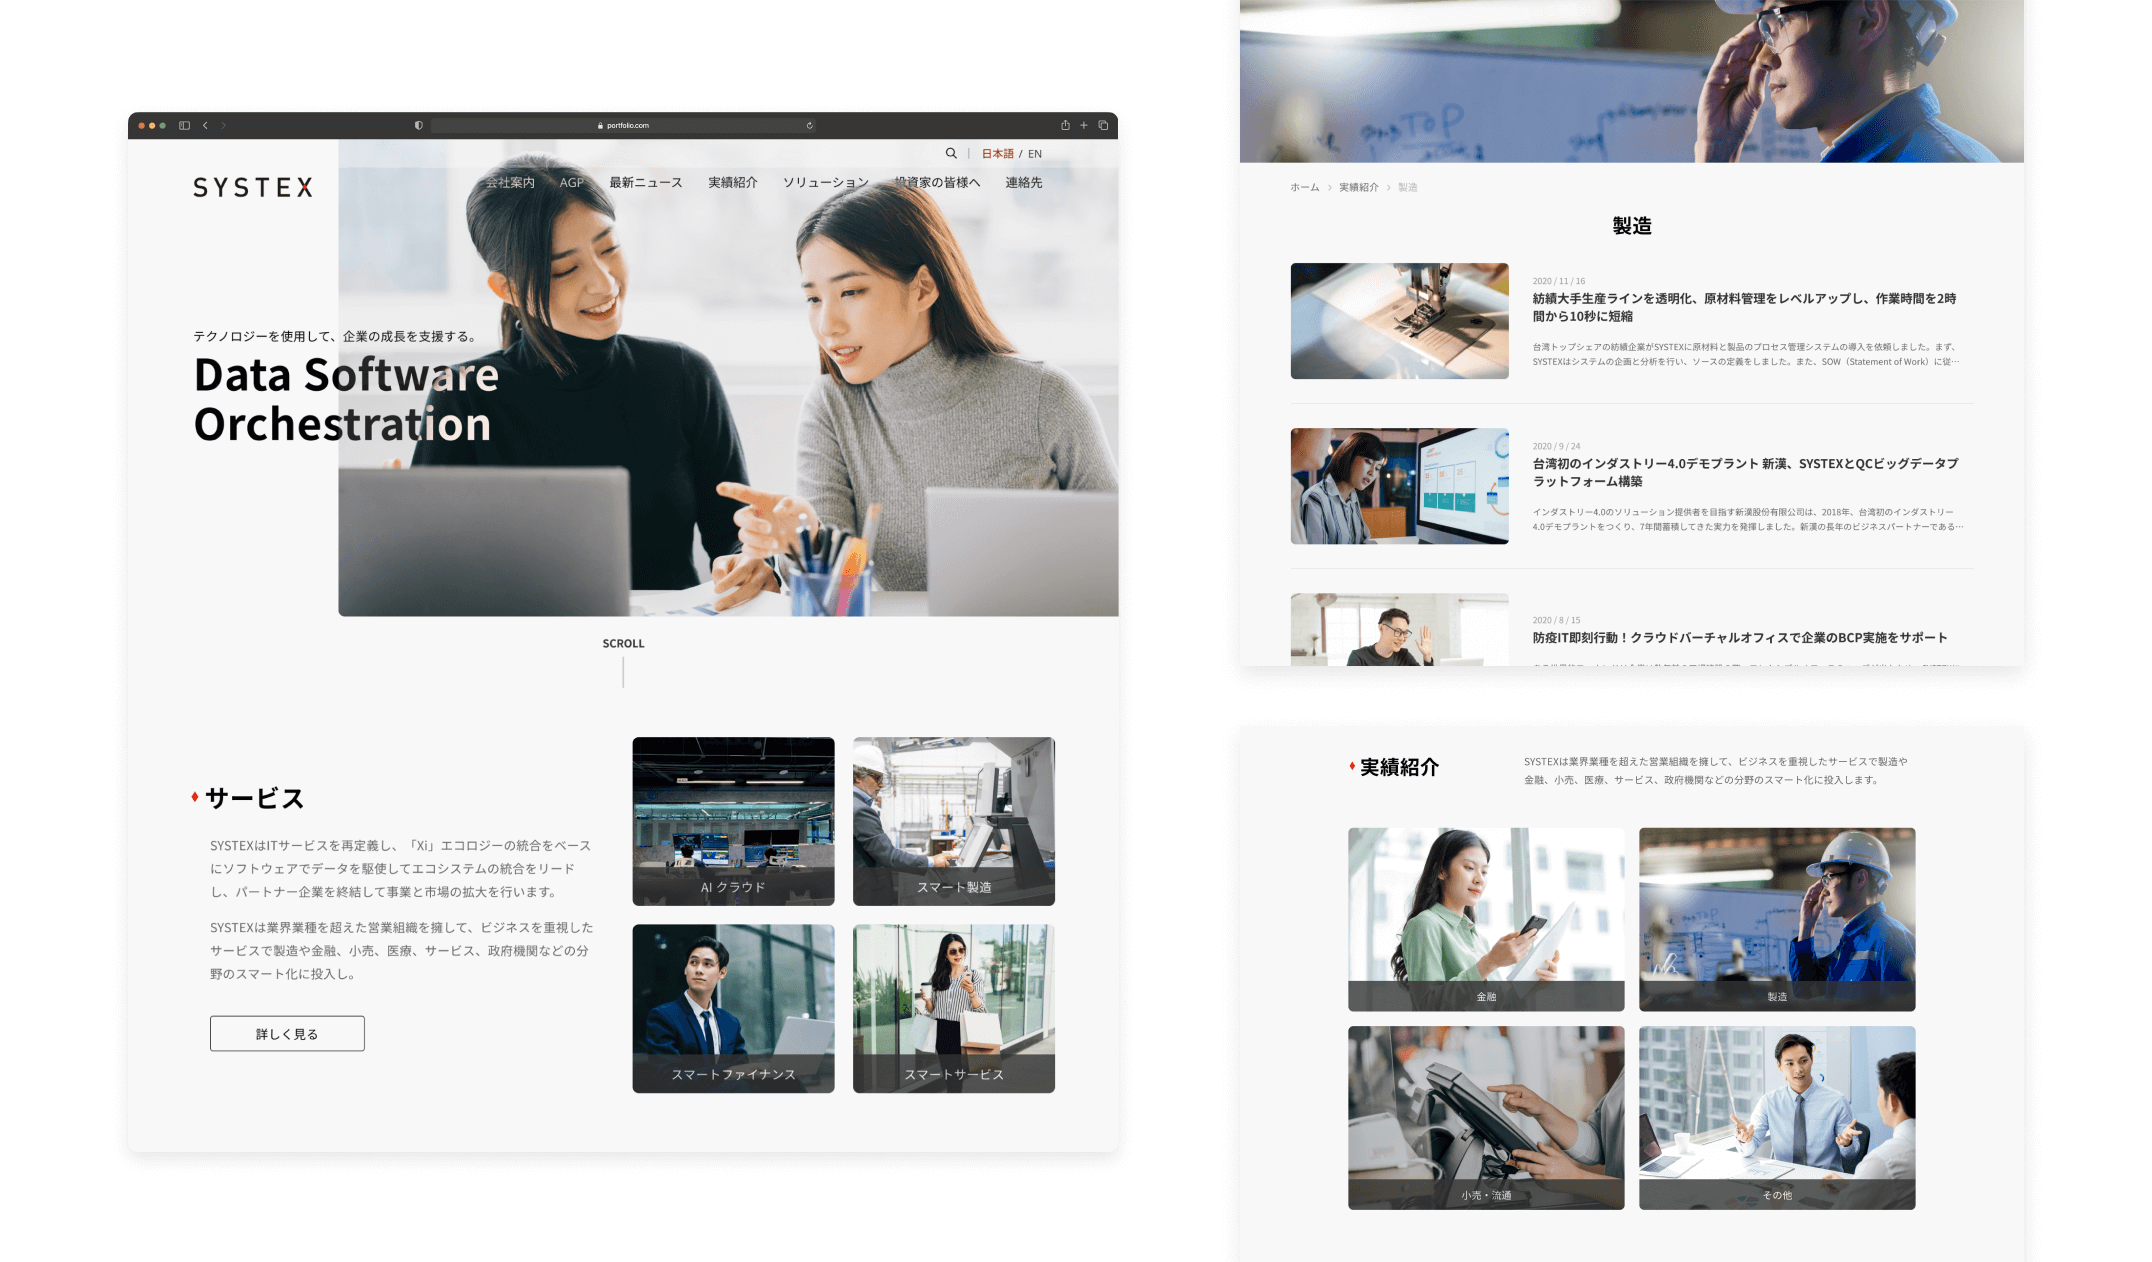 portfolio.com
日本語 / EN
SYSTEX
会社案内 AGP 最新ニュース 実績紹介 ソリューション 投資家の皆様へ 連絡先
テクノロジーを使用して、企業の成長を支援する。
Data Software
Orchestration
SCROLL
サービス
SYSTEXはITサービスを再定義し、「Xi」エコロジーの統合をベース
にソフトウェアでデータを駆使してエコシステムの統合をリード
し、パートナー企業を終結して事業と市場の拡大を行います。
SYSTEXは業界業種を超えた営業組織を擁して、ビジネスを重視した
サービスで製造や金融、小売、医療、サービス、政府機関などの分
野のスマート化に投入し。
詳しく見る
AI クラウド
スマート製造
スマートファイナンス
スマートサービス
TOP
ホーム > 実績紹介 > 製造
製造
2020 / 11 / 16
紡績大手生産ラインを透明化、原材料管理をレベルアップし、作業時間を2時
間から10秒に短縮
台湾トップシェアの紡績企業がSYSTEXに原材料と製品のプロセス管理システムの導入を依頼しました。まず、
SYSTEXはシステムの企画と分析を行い、ソースの定義をしました。また、SOW（Statement of Work）に従…
2020 / 9 / 24
台湾初のインダストリー4.0デモプラント 新漢、SYSTEXとQCビッグデータプ
ラットフォーム構築
インダストリー4.0のソリューション提供者を目指す新漢股份有限公司は、2018年、台湾初のインダストリー
4.0デモプラントをつくり、7年間蓄積してきた実力を発揮しました。新漢の長年のビジネスパートナーである…
2020 / 8 / 15
防疫IT即刻行動！クラウドバーチャルオフィスで企業のBCP実施をサポート
実績紹介
SYSTEXは業界業種を超えた営業組織を擁して、ビジネスを重視したサービスで製造や
金融、小売、医療、サービス、政府機関などの分野のスマート化に投入します。
金融
製造
小売・流通
その他